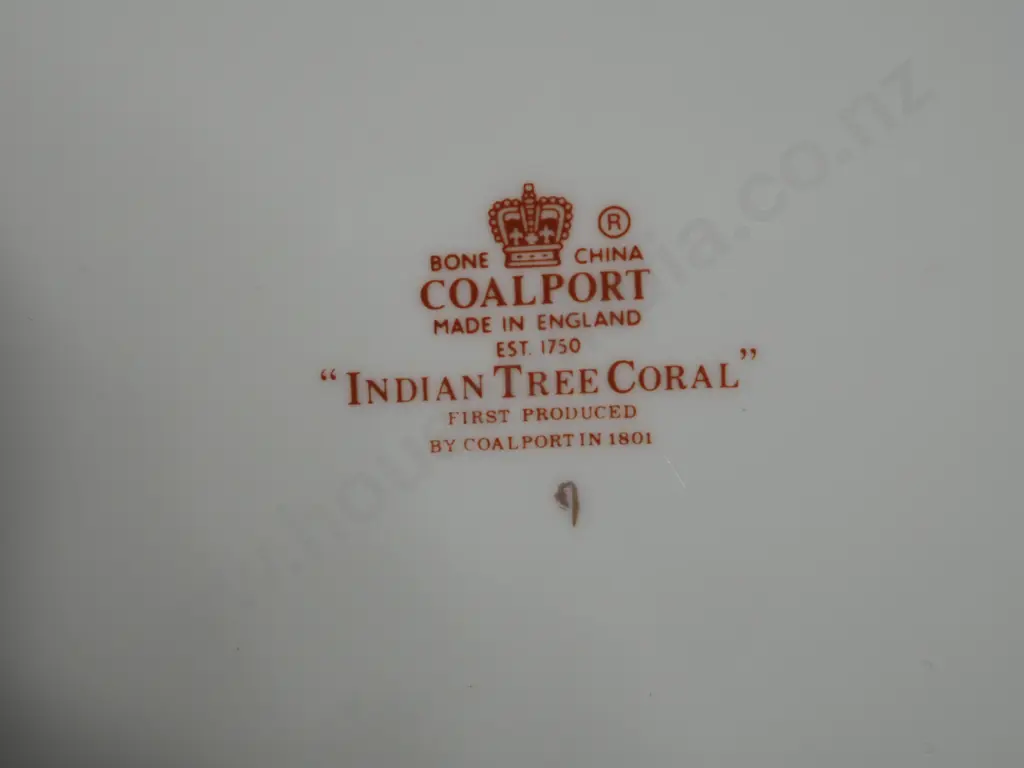 ®
BONE CHINA
COALPORT
MADE IN ENGLAND
EST. 1750
“INDIAN TREE CORAL”
FIRST PRODUCED
BY COALPORT IN 1801